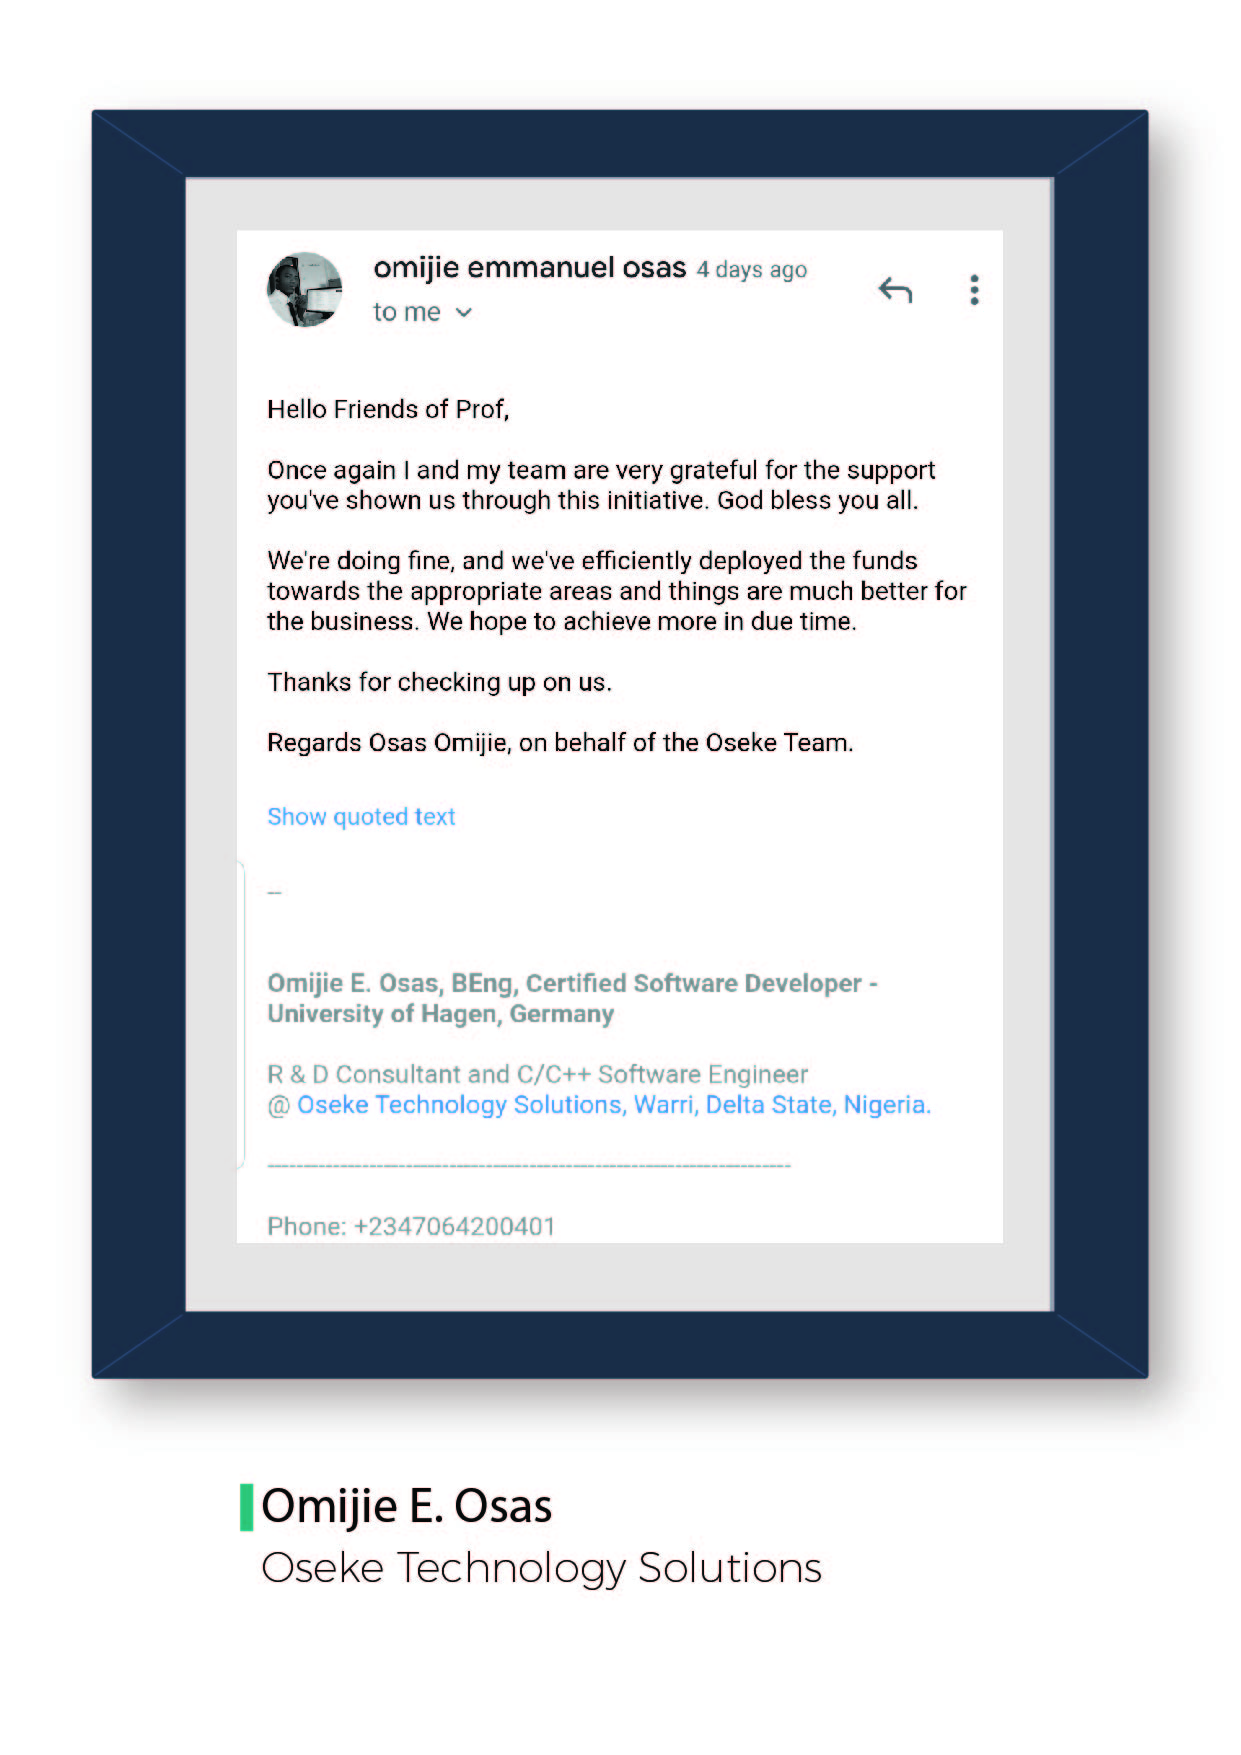 omijie emmanuel osas 4 days ago
to me
Hello Friends of Prof,
Once again I and my team are very grateful for the support
you've shown us through this initiative. God bless you all.
We're doing fine, and we've efficiently deployed the funds
towards the appropriate areas and things are much better for
the business. We hope to achieve more in due time.
Thanks for checking up on us.
Regards Osas Omijie, on behalf of the Oseke Team.
Show quoted text
--
Omijie E. Osas, BEng, Certified Software Developer -
University of Hagen, Germany
R & D Consultant and C/C++ Software Engineer
@ Oseke Technology Solutions, Warri, Delta State, Nigeria.
Phone: +2347064200401
Omijie E. Osas
Oseke Technology Solutions